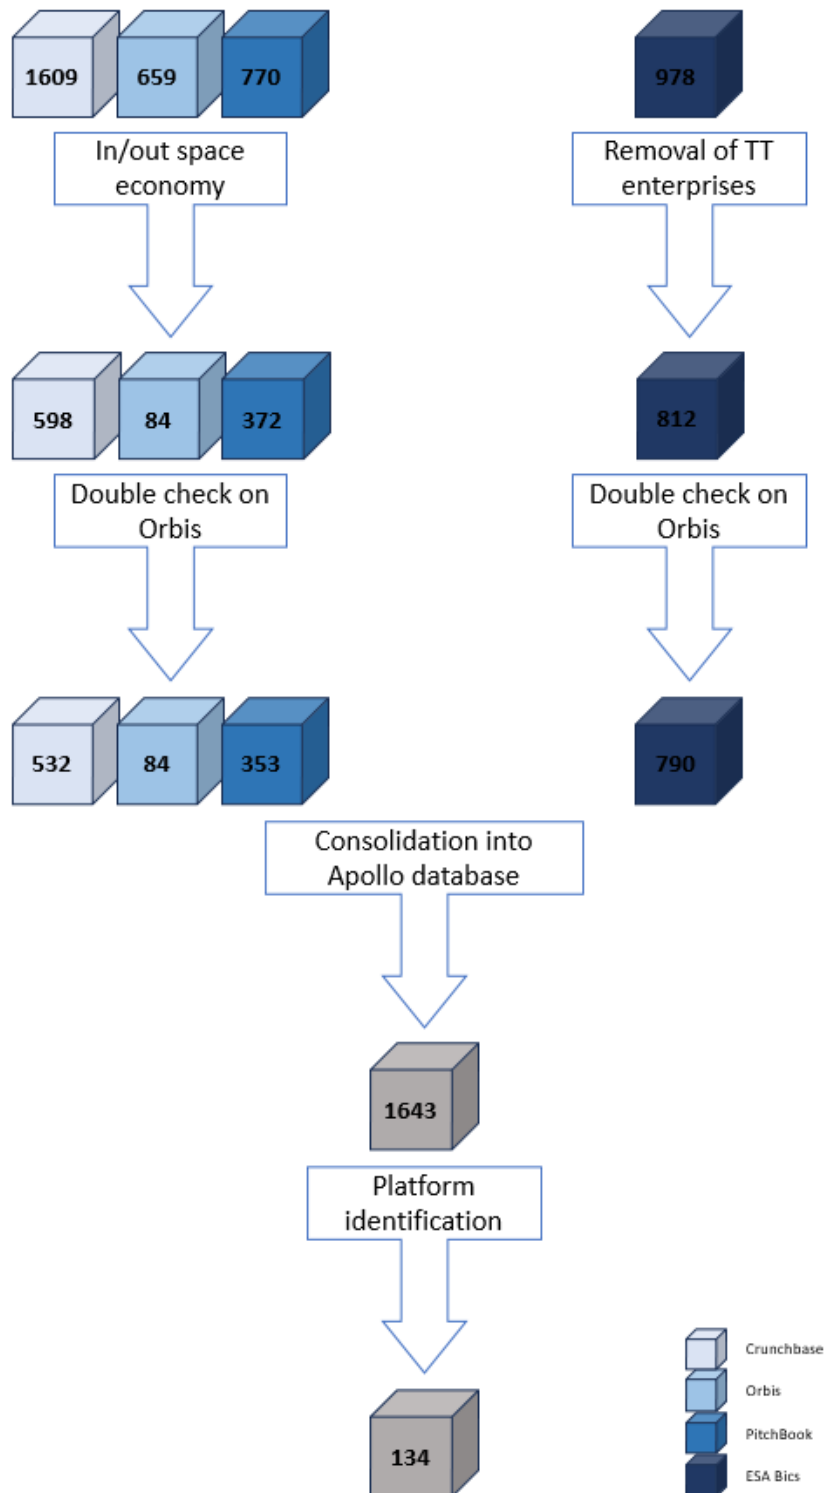 1609 659 770 978
In/out space
economy
Removal of TT
enterprises
598 84 372 812
Double check on
Orbis
Double check on
Orbis
532 84 353 790
Consolidation into
Apollo database
1643
Platform
identification
134
Crunchbase
Orbis
PitchBook
ESA Bics